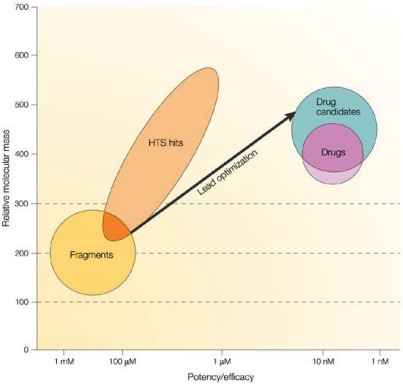 700
600
500
400
300
200
100
0
Relative molecular mass
HTS hits
Fragments
Lead optimization
Drug
candidates
Drugs
1 mM
100 μM
1 μM
10 nM
1 nM
Potency/efficacy